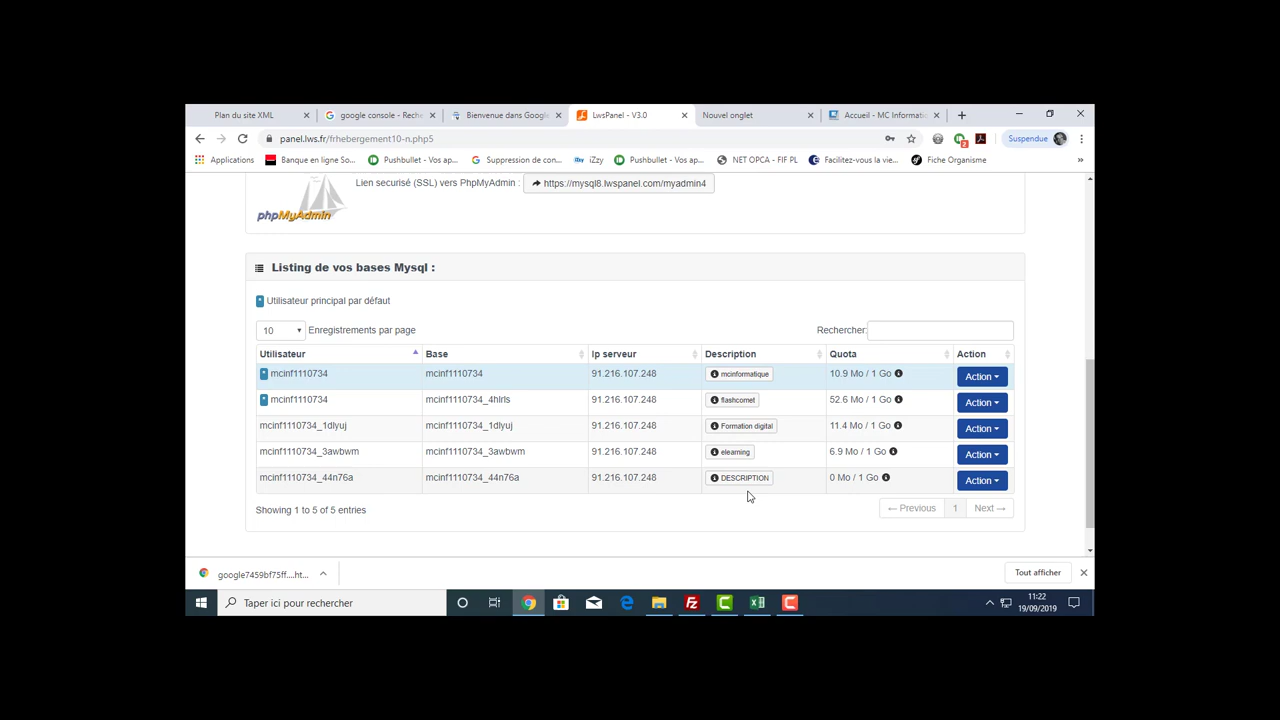 Plan du site XML
google console - Reche
Bienvenue dans Google
LwsPanel - V3.0
Nouvel onglet
Accueil - MC Informati
panel.lws.fr/frhebergement10-n.php5
Suspendue
Applications
Banque en ligne So...
Pushbullet - Vos ap...
Suppression de con...
iZzy
Pushbullet - Vos ap...
NET OPCA - FIF PL
Facilitez-vous la vie...
Fiche Organisme
»
phpMyAdmin
Lien securisé (SSL) vers PhpMyAdmin :
https://mysql8.lwspanel.com/myadmin4
Listing de vos bases Mysql :
* Utilisateur principal par défaut
10 Enregistrements par page
Rechercher:
Utilisateur Base Ip serveur Description Quota Action
* mcinf1110734 mcinf1110734 91.216.107.248 mcinformatique 10.9 Mo / 1 Go Action
* mcinf1110734 mcinf1110734_4hlrls 91.216.107.248 flashcomet 52.6 Mo / 1 Go Action
mcinf1110734_1dlyuj mcinf1110734_1dlyuj 91.216.107.248 Formation digital 11.4 Mo / 1 Go Action
mcinf1110734_3awbwm mcinf1110734_3awbwm 91.216.107.248 elearning 6.9 Mo / 1 Go Action
mcinf1110734_44n76a mcinf1110734_44n76a 91.216.107.248 DESCRIPTION 0 Mo / 1 Go Action
Showing 1 to 5 of 5 entries
← Previous 1 Next →
google7459bf75ff....ht...
Tout afficher
Taper ici pour rechercher
11:22
19/09/2019